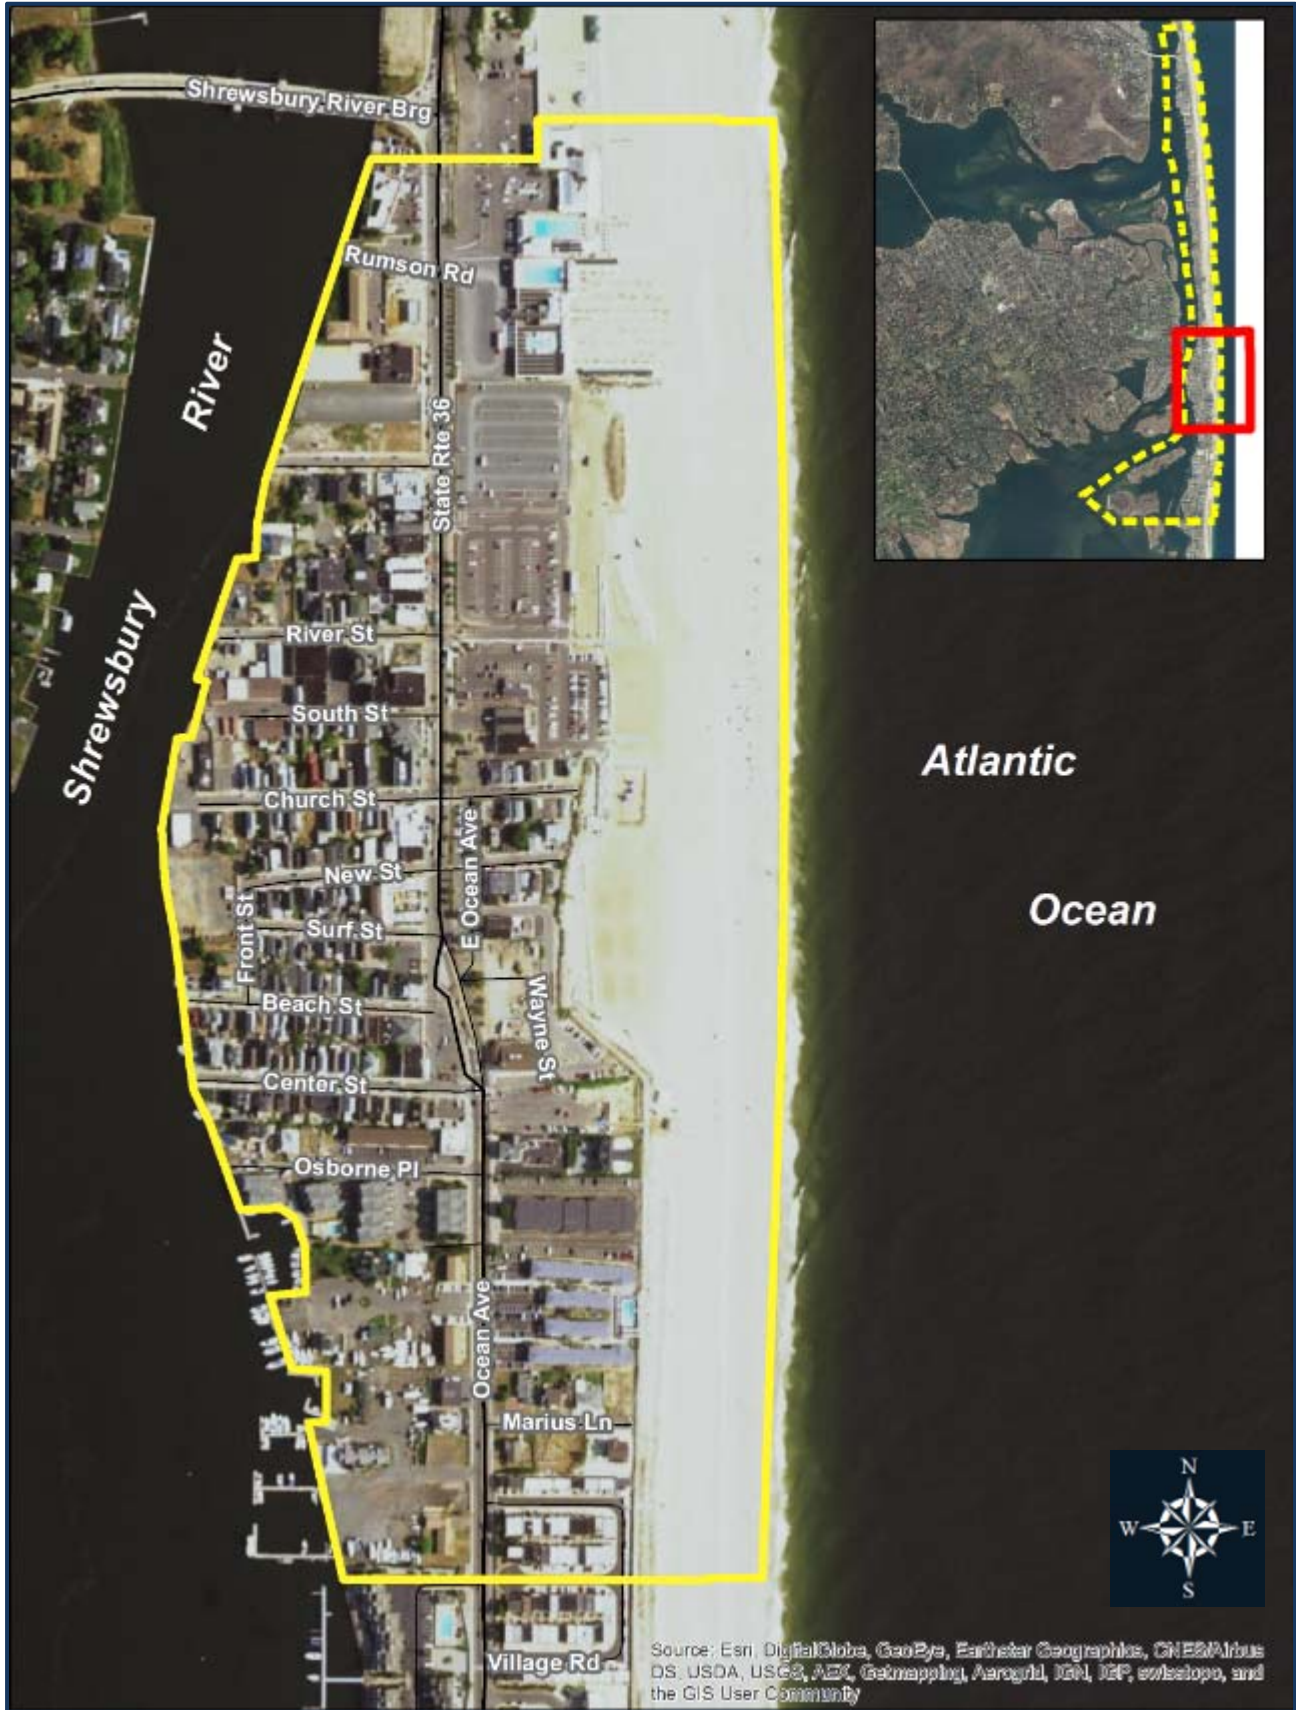 Shrewsbury River Brg
Rumson Rd
River
State Rte 36
Shrewsbury
River St
South St
Atlantic
Church St
E Ocean Ave
New St
Front St
Ocean
Surf St
Wayne St
Beach St
Center St
Osborne Pl
Ocean Ave
Marius Ln
N
W
E
S
Source: Esri, DigitalGlobe, GeoEye, Earthstar Geographics, CNES/Airbus
DS, USDA, USGS, AEX, Getmapping, Aerogrid, IGN, IGP, swisstopo, and
the GIS User Community
Village Rd